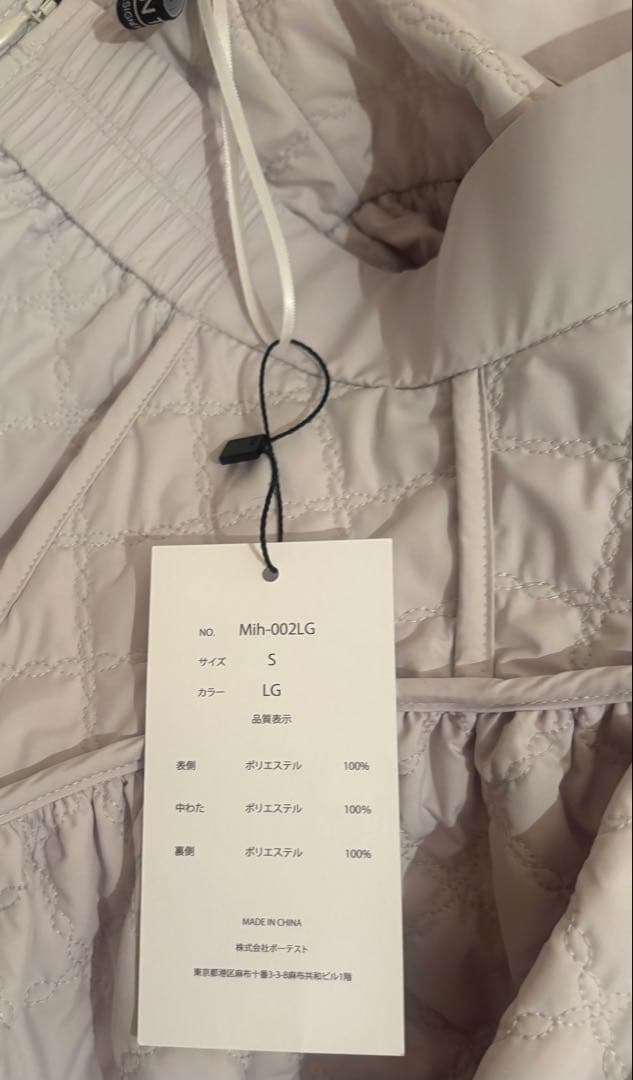 NO. Mih-002LG
サイズ S
カラー LG
品質表示
表側 ポリエステル 100%
中わた ポリエステル 100%
裏側 ポリエステル 100%
MADE IN CHINA
株式会社ボーテスト
東京都港区麻布十番3-3-8麻布共和ビル1階